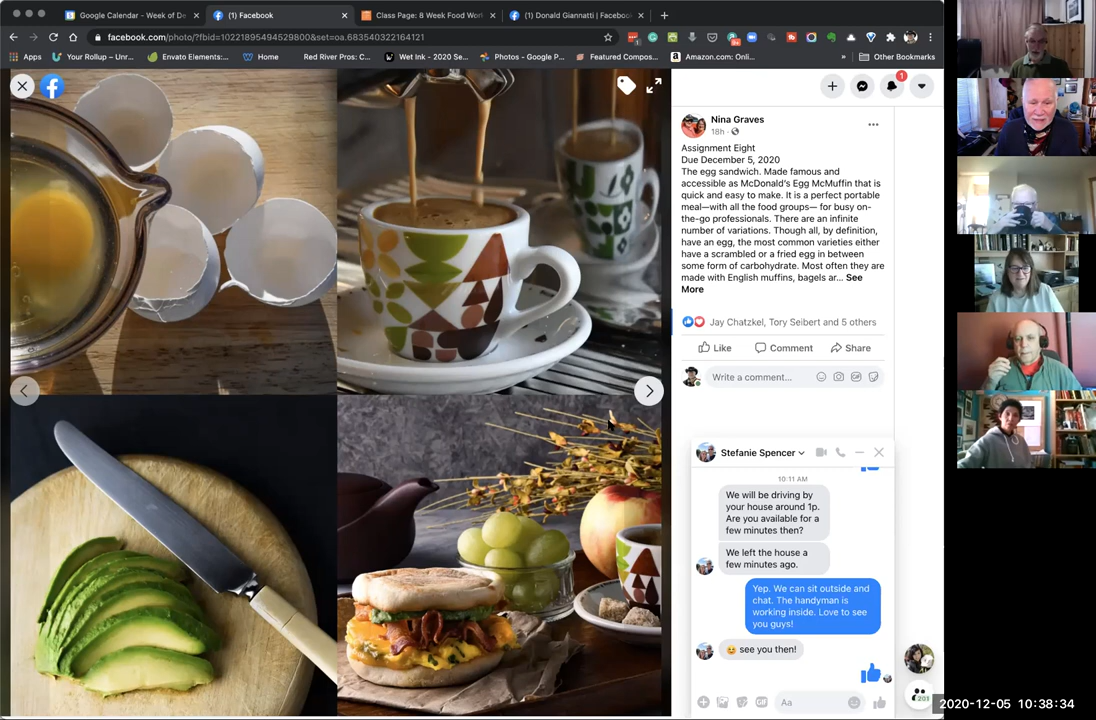 Google Calendar - Week of De
(1) Facebook
Class Page: 8 Week Food Wor
(1) Donald Giannatti | Facebook
facebook.com/photo/?fbid=10221895494529800&set=oa.683540322164121
Apps
Your Rollup – Unr...
Envato Elements:...
Home
Red River Pros: C...
Wet Ink - 2020 Se...
Photos - Google P...
Featured Compos...
Amazon.com: Onli...
»
Other Bookmarks
1
Nina Graves
18h ·
Assignment Eight
Due December 5, 2020
The egg sandwich. Made famous and
accessible as McDonald's Egg McMuffin that is
quick and easy to make. It is a perfect portable
meal—with all the food groups— for busy on-
the-go professionals. There are an infinite
number of variations. Though all, by definition,
have an egg, the most common varieties either
have a scrambled or a fried egg in between
some form of carbohydrate. Most often they are
made with English muffins, bagels ar... See
More
Jay Chatzkel, Tory Seibert and 5 others
Like
Comment
Share
Write a comment...
GIF
Stefanie Spencer
10:11 AM
We will be driving by
your house around 1p.
Are you available for a
few minutes then?
We left the house a
few minutes ago.
Yep. We can sit outside and
chat. The handyman is
working inside. Love to see
you guys!
😊 see you then!
GIF
Aa
201
2020-12-05 10:38:34